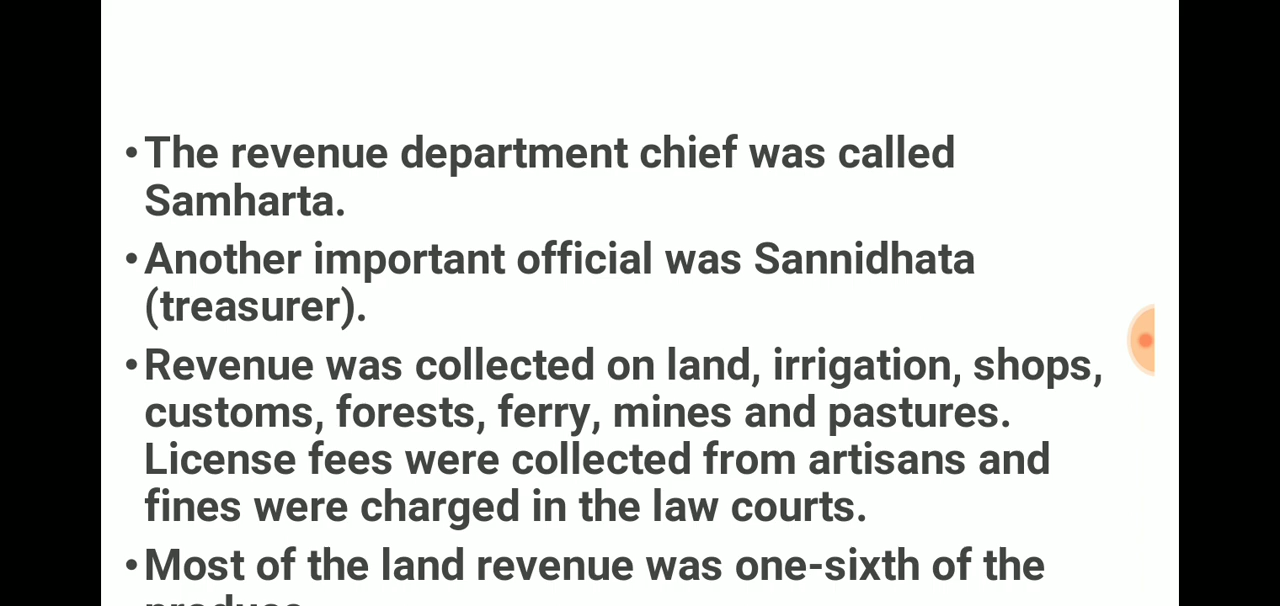 •The revenue department chief was called
Samharta.
•Another important official was Sannidhata
(treasurer).
•Revenue was collected on land, irrigation, shops,
customs, forests, ferry, mines and pastures.
License fees were collected from artisans and
fines were charged in the law courts.
•Most of the land revenue was one-sixth of the